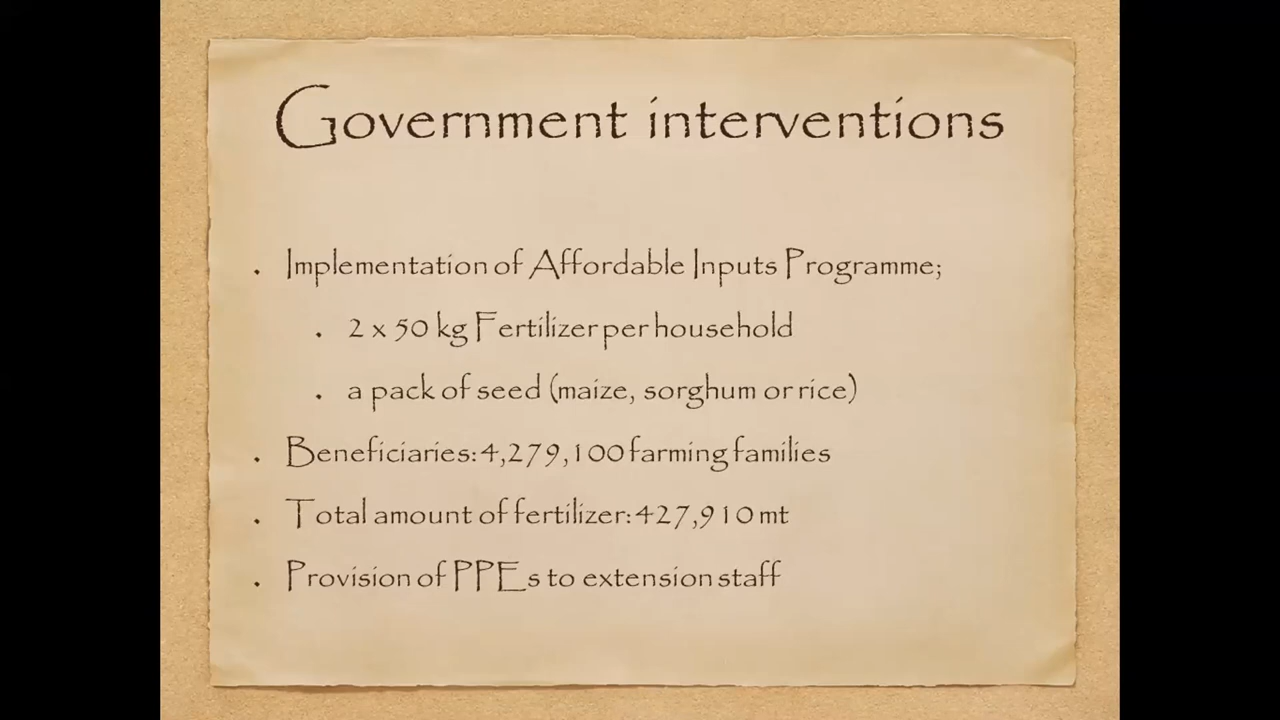 Government interventions
. Implementation of Affordable Inputs Programme;
. 2 x 50 kg Fertilizer per household
. a pack of seed (maize, sorghum or rice)
. Beneficiaries: 4,279,100 farming families
. Total amount of fertilizer: 427,910 mt
. Provision of PPEs to extension staff